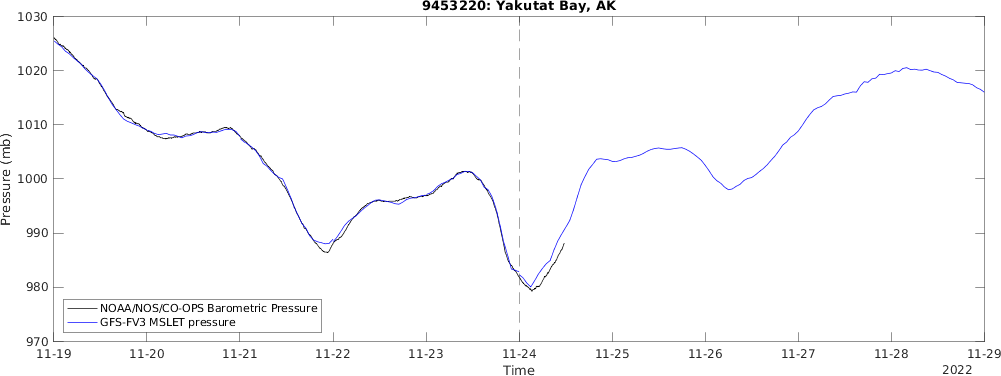 9453220: Yakutat Bay, AK
1030
1020
1010
1000
990
980
970
Pressure (mb)
NOAA/NOS/CO-OPS Barometric Pressure
GFS-FV3 MSLET pressure
11-19 11-20 11-21 11-22 11-23 11-24 11-25 11-26 11-27 11-28 11-29
Time
2022